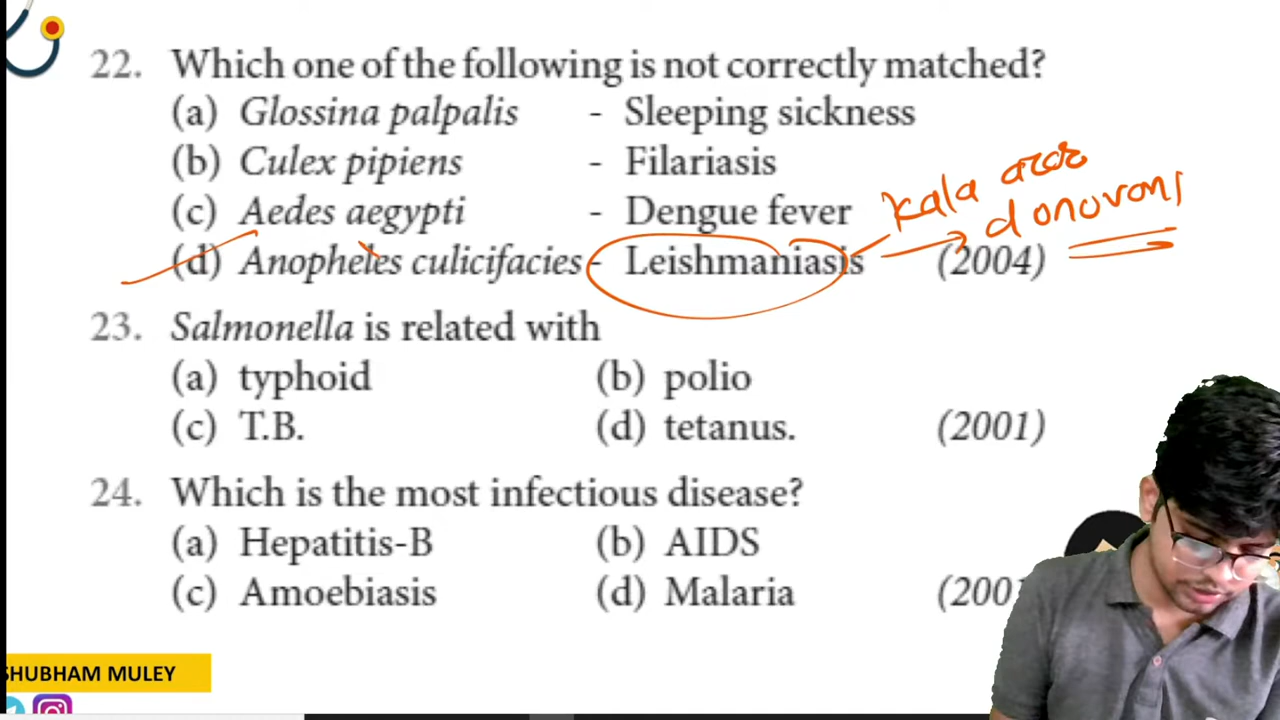 22. Which one of the following is not correctly matched?
(a) Glossina palpalis - Sleeping sickness
(b) Culex pipiens - Filariasis
(c) Aedes aegypti - Dengue fever
(d) Anopheles culicifacies - Leishmaniasis (2004)
kala azar
donovani
23. Salmonella is related with
(a) typhoid (b) polio
(c) T.B. (d) tetanus. (2001)
24. Which is the most infectious disease?
(a) Hepatitis-B (b) AIDS
(c) Amoebiasis (d) Malaria (200
SHUBHAM MULEY